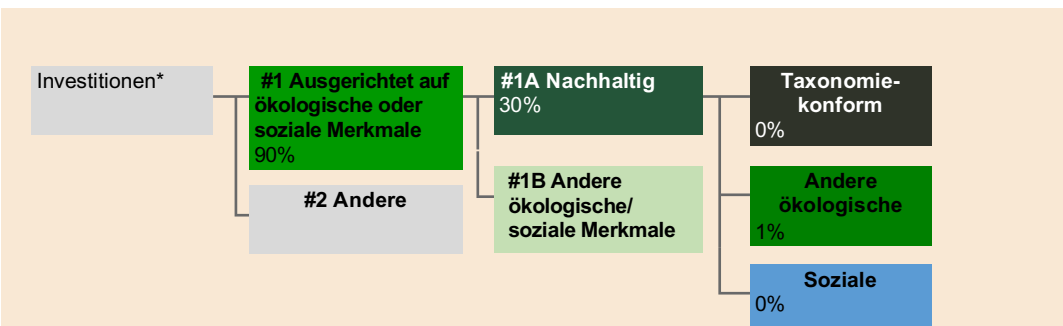 Investitionen*
#1 Ausgerichtet auf
ökologische oder
soziale Merkmale
90%
#2 Andere
#1A Nachhaltig
30%
#1B Andere
ökologische/
soziale Merkmale
Taxonomie-
konform
0%
Andere
ökologische
1%
Soziale
0%